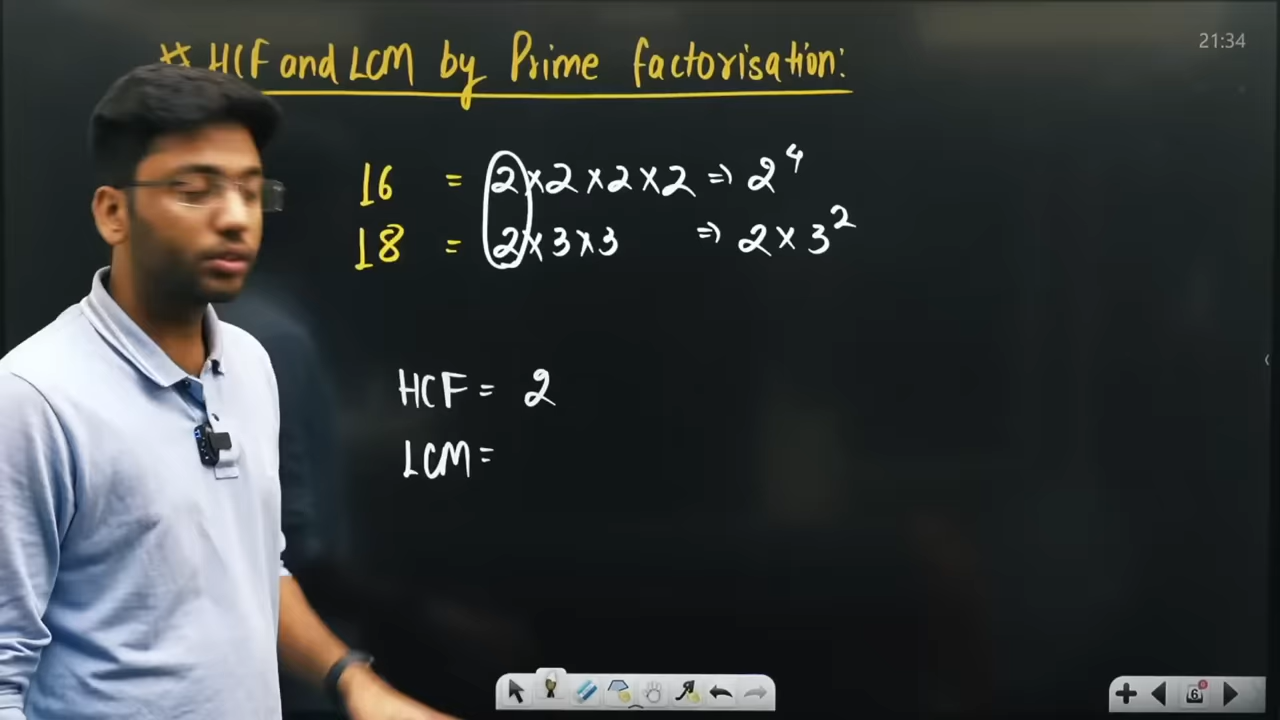 21:34
** HCF and LCM by Prime Factorisation:
16 = 2×2×2×2 ⇒ 2⁴
18 = 2×3×3 ⇒ 2×3²
HCF = 2
LCM =
6